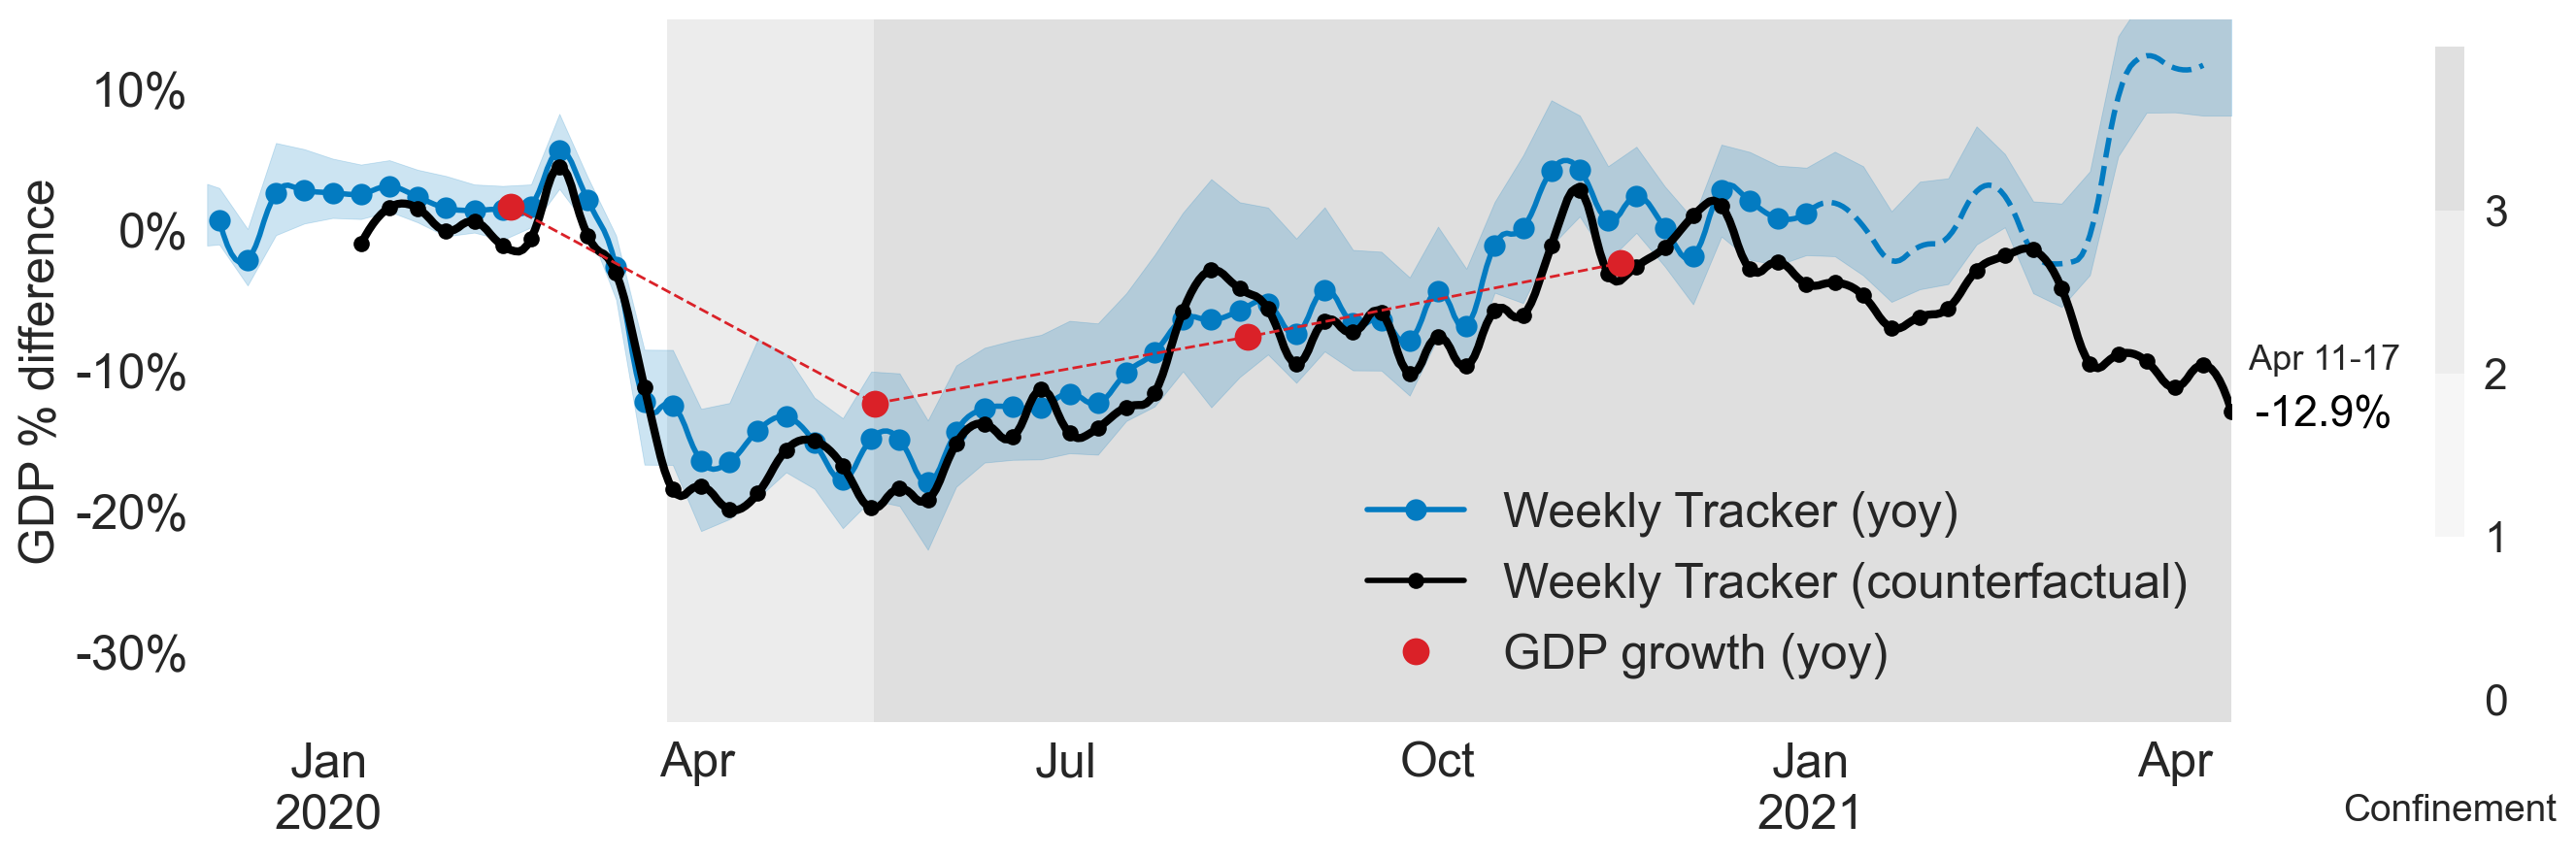 GDP % difference
10%
0%
-10%
-20%
-30%
Weekly Tracker (yoy)
Weekly Tracker (counterfactual)
GDP growth (yoy)
Apr 11-17
-12.9%
3
2
1
0
Jan
2020
Apr
Jul
Oct
Jan
2021
Apr
Confinement